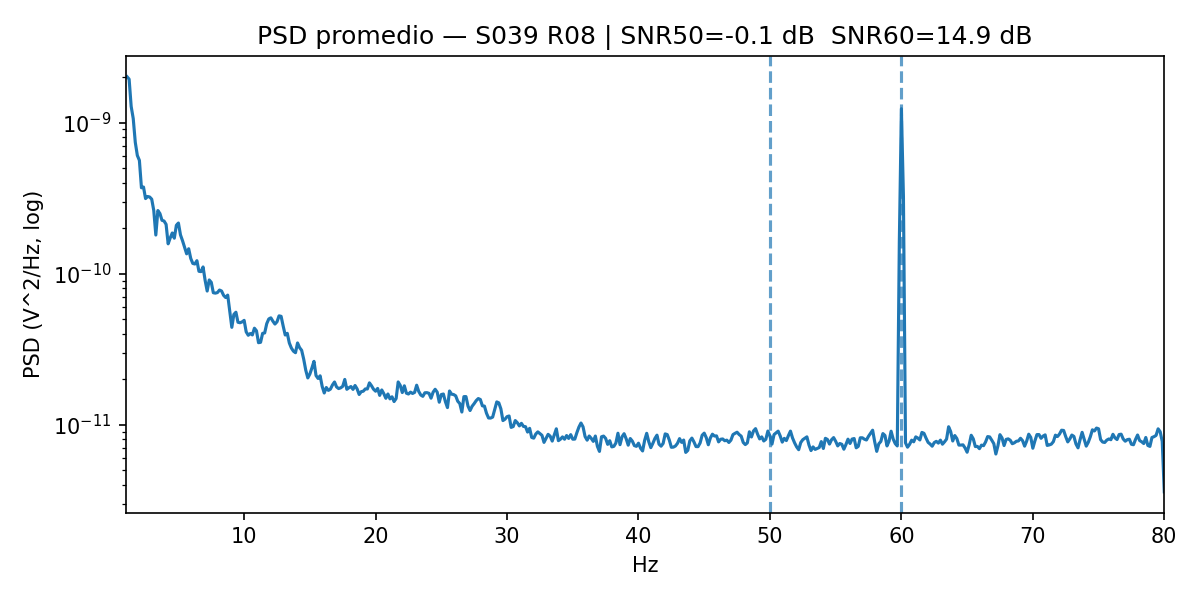 PSD promedio — S039 R08 | SNR50=-0.1 dB  SNR60=14.9 dB
PSD (V^2/Hz, log)
10⁻⁹
10⁻¹⁰
10⁻¹¹
10 20 30 40 50 60 70 80
Hz